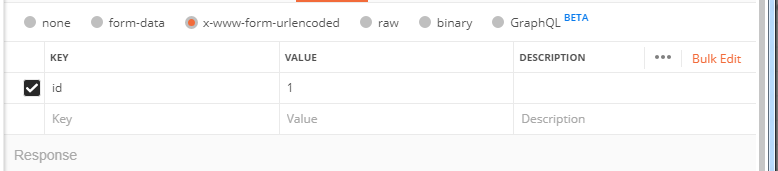 none form-data x-www-form-urlencoded raw binary GraphQL BETA
KEY VALUE DESCRIPTION ••• Bulk Edit
id 1
Key Value Description
Response